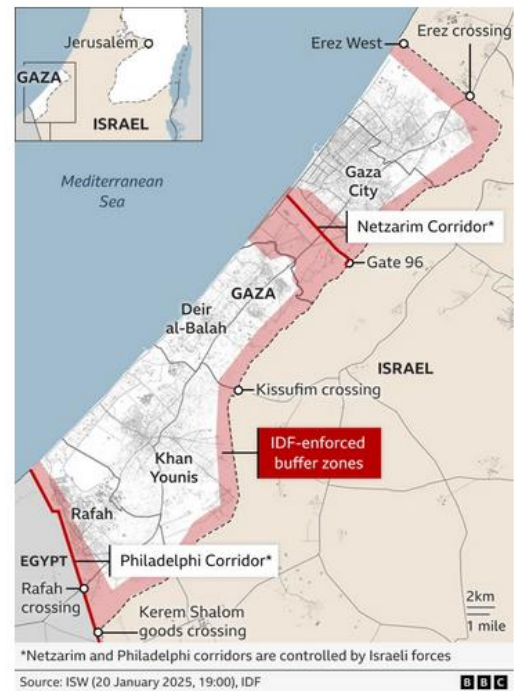 Jerusalem
GAZA
ISRAEL
Erez West
Erez crossing
Mediterranean
Sea
Gaza
City
Netzarim Corridor*
Gate 96
GAZA
Deir
al-Balah
ISRAEL
Kissufim crossing
IDF-enforced
buffer zones
Khan
Younis
Rafah
EGYPT
Philadelphi Corridor*
Rafah
crossing
Kerem Shalom
goods crossing
2km
1 mile
*Netzarim and Philadelphi corridors are controlled by Israeli forces
Source: ISW (20 January 2025, 19:00), IDF
BBC